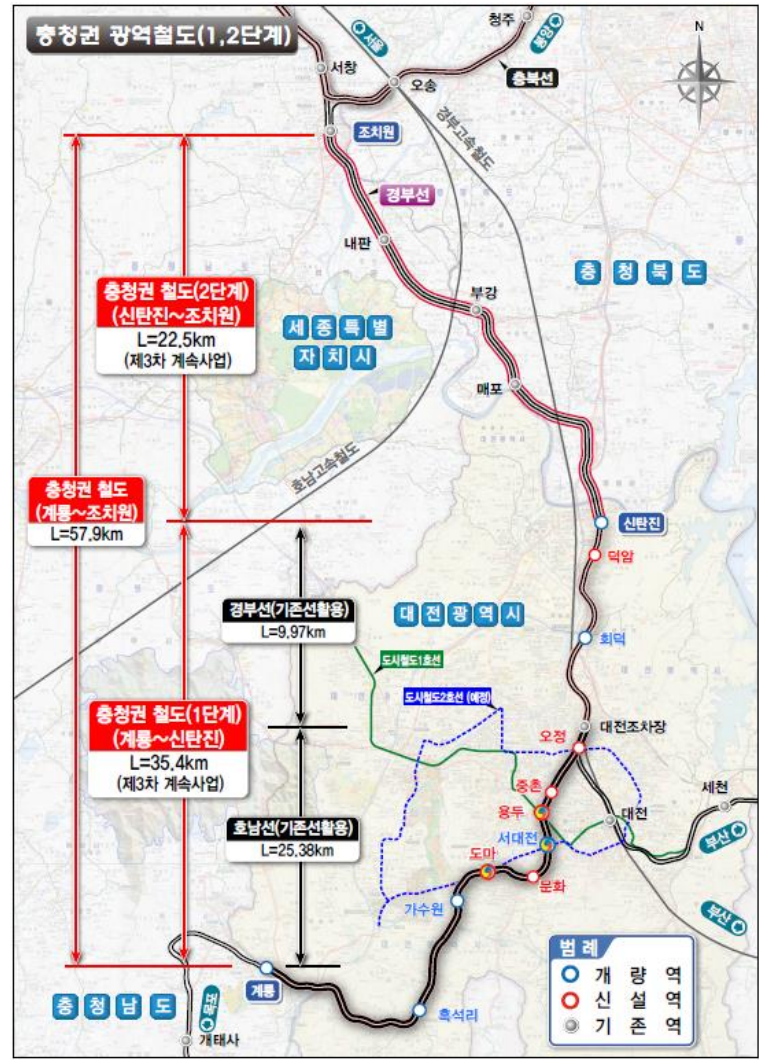 충청권 광역철도(1,2단계)
서울
청주
봉양
N
서창
오송
충북선
조치원
경부고속철도
경부선
내판
충청북도
부강
충청권 철도(2단계)
(신탄진~조치원)
L=22.5km
(제3차 계속사업)
세종특별
자치시
매포
호남고속철도
충청권 철도
(계룡~조치원)
L=57.9km
신탄진
덕암
경부선(기존선활용)
L=9.97km
대전광역시
회덕
도시철도1호선
도시철도2호선 (예정)
충청권 철도(1단계)
(계룡~신탄진)
L=35.4km
(제3차 계속사업)
대전조차장
오정
중촌
세천
용두
대전
호남선(기존선활용)
L=25.38km
서대전
부산
도마
문화
가수원
부산
범례
개량역
신설역
기존역
계룡
충청남도
목포
흑석리
개태사